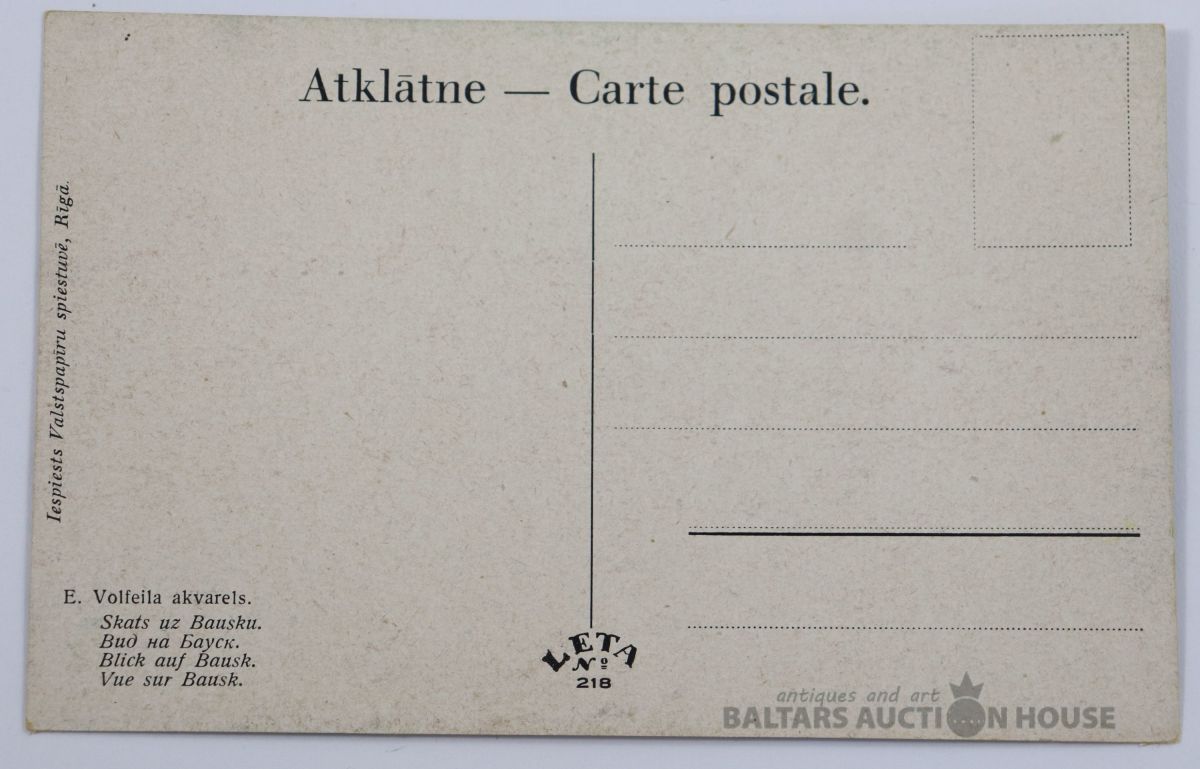 Atklātne — Carte postale.
Iespiests Valstspapīru spiestuvē, Rīgā.
E. Volfeila akvarels.
Skats uz Bausku.
Вид на Бауск.
Blick auf Bausk.
Vue sur Bausk.
LETA
№
218
antiques and art
BALTARS AUCTION HOUSE